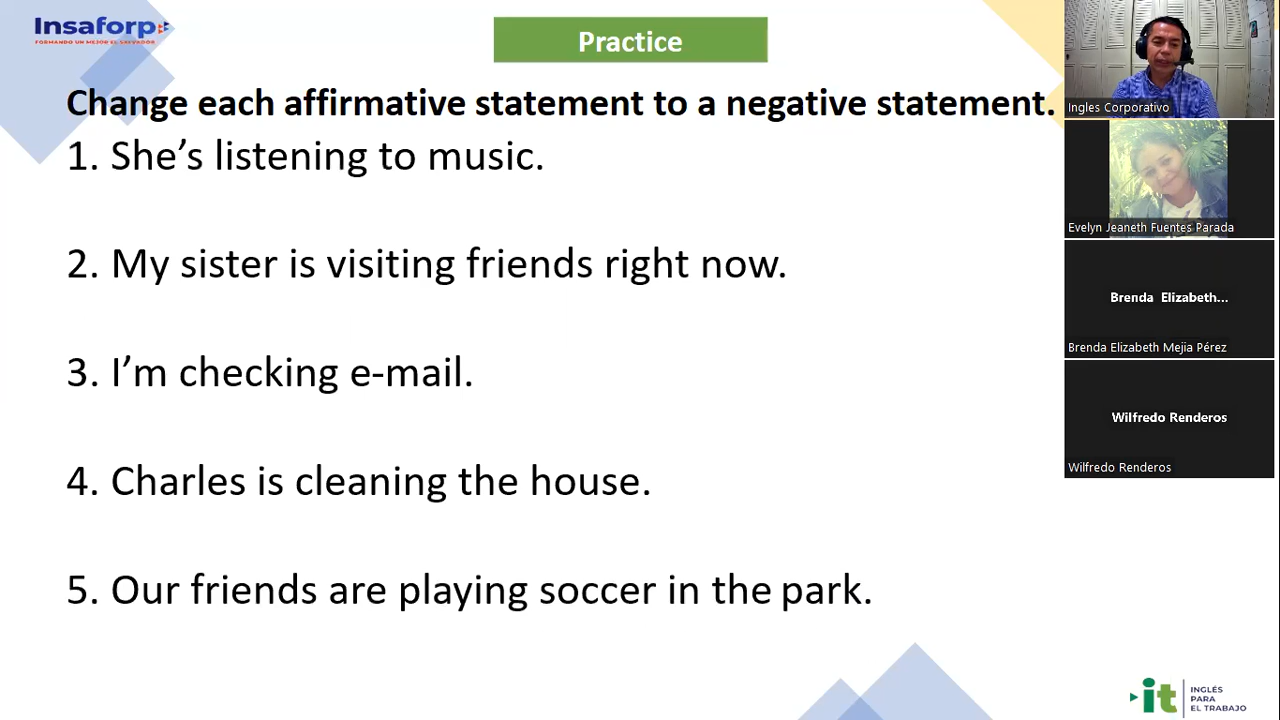 Insaforp
FORMANDO UN MEJOR EL SALVADOR
Practice
Change each affirmative statement to a negative statement.
1. She's listening to music.
2. My sister is visiting friends right now.
3. I'm checking e-mail.
4. Charles is cleaning the house.
5. Our friends are playing soccer in the park.
Ingles Corporativo
Evelyn Jeaneth Fuentes Parada
Brenda Elizabeth...
Brenda Elizabeth Mejia Pérez
Wilfredo Renderos
Wilfredo Renderos
it
INGLÉS
PARA
EL TRABAJO